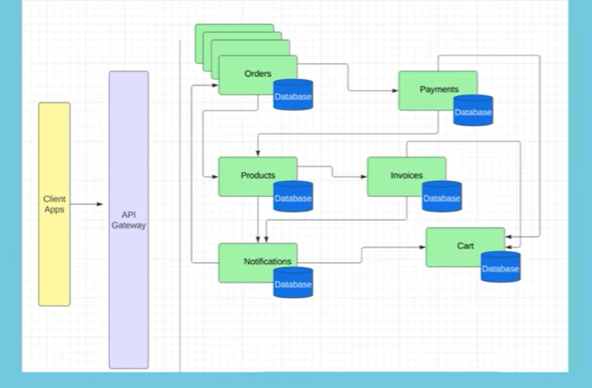 Orders
Database
Payments
Database
Products
Database
Invoices
Database
Client
Apps
API
Gateway
Cart
Database
Notifications
Database